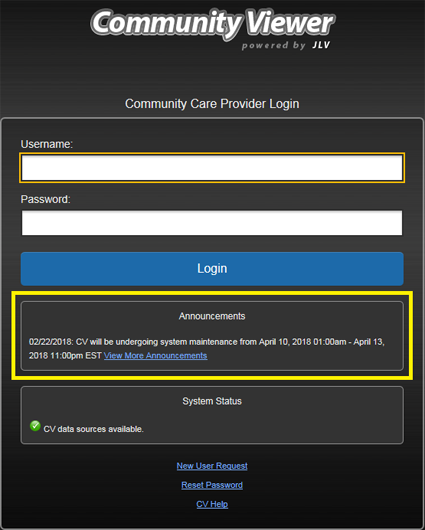 Community Viewer
powered by JLV
Community Care Provider Login
Username:
Password:
Login
Announcements
02/22/2018: CV will be undergoing system maintenance from April 10, 2018 01:00am - April 13,
2018 11:00pm EST View More Announcements
System Status
CV data sources available.
New User Request
Reset Password
CV Help